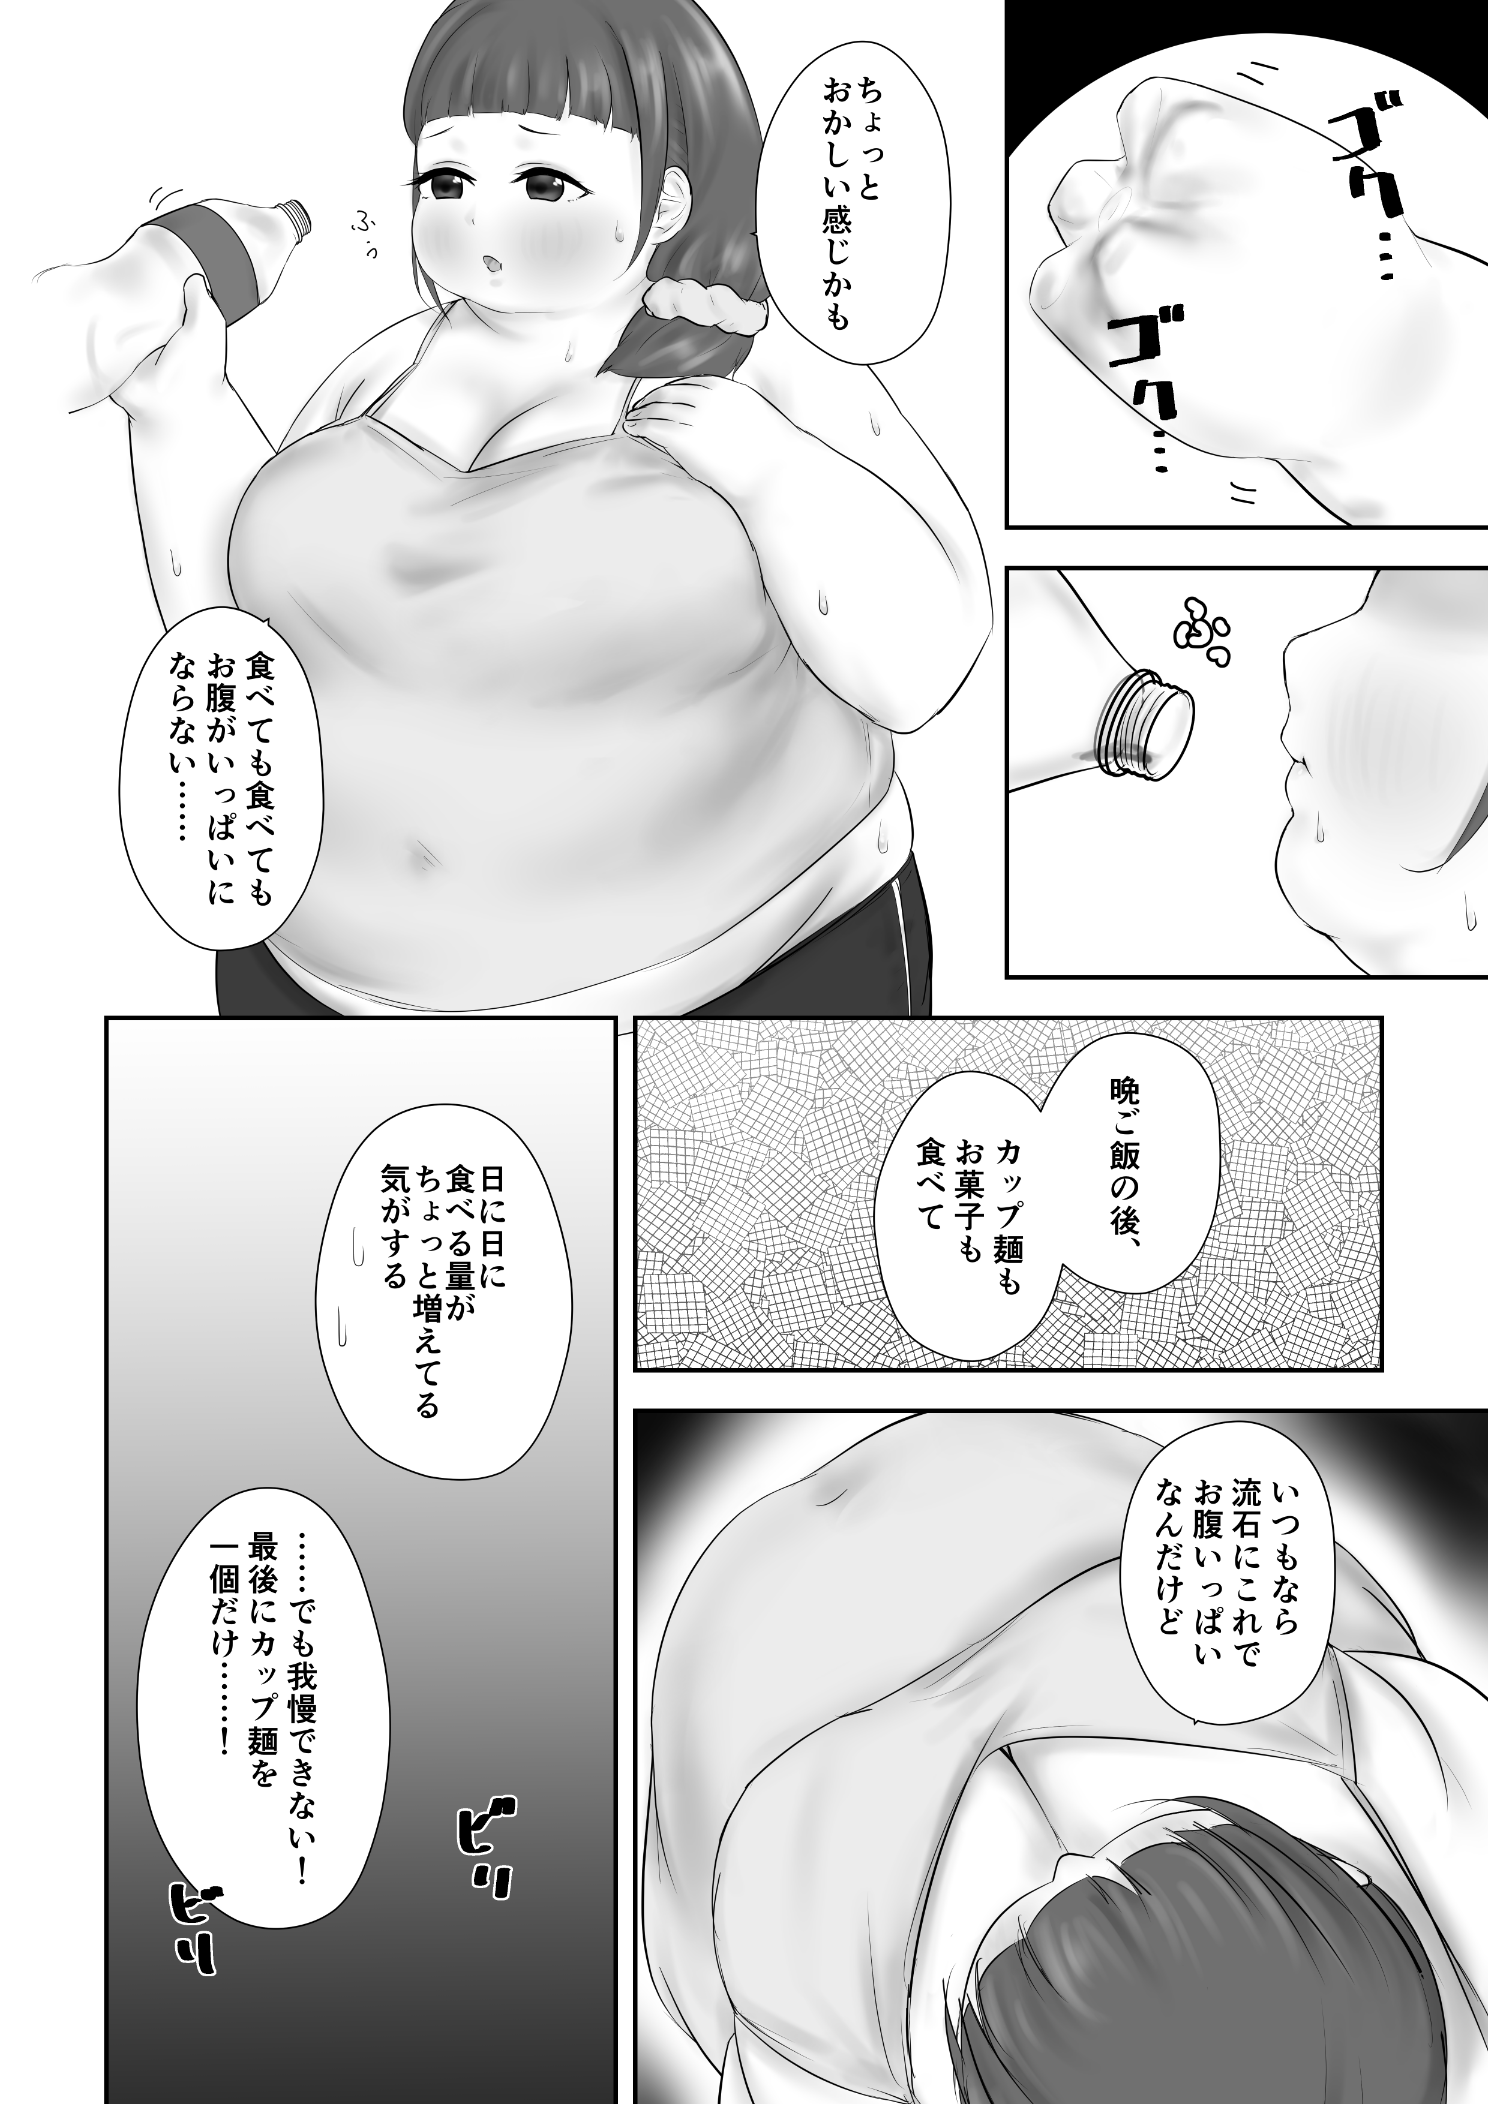 ゴク……
ゴク……
ぷぅ
ちょっと
おかしい感じかも
ふぅ
食べても食べても
お腹がいっぱいに
ならない……
晩ご飯の後、
カップ麺も
お菓子も
食べて
いつもなら
流石にこれで
お腹いっぱい
なんだけど
日に日に
食べる量が
ちょっと増えてる
気がする
……でも我慢できない！
最後にカップ麺を
一個だけ……！
ビリ
ビリ